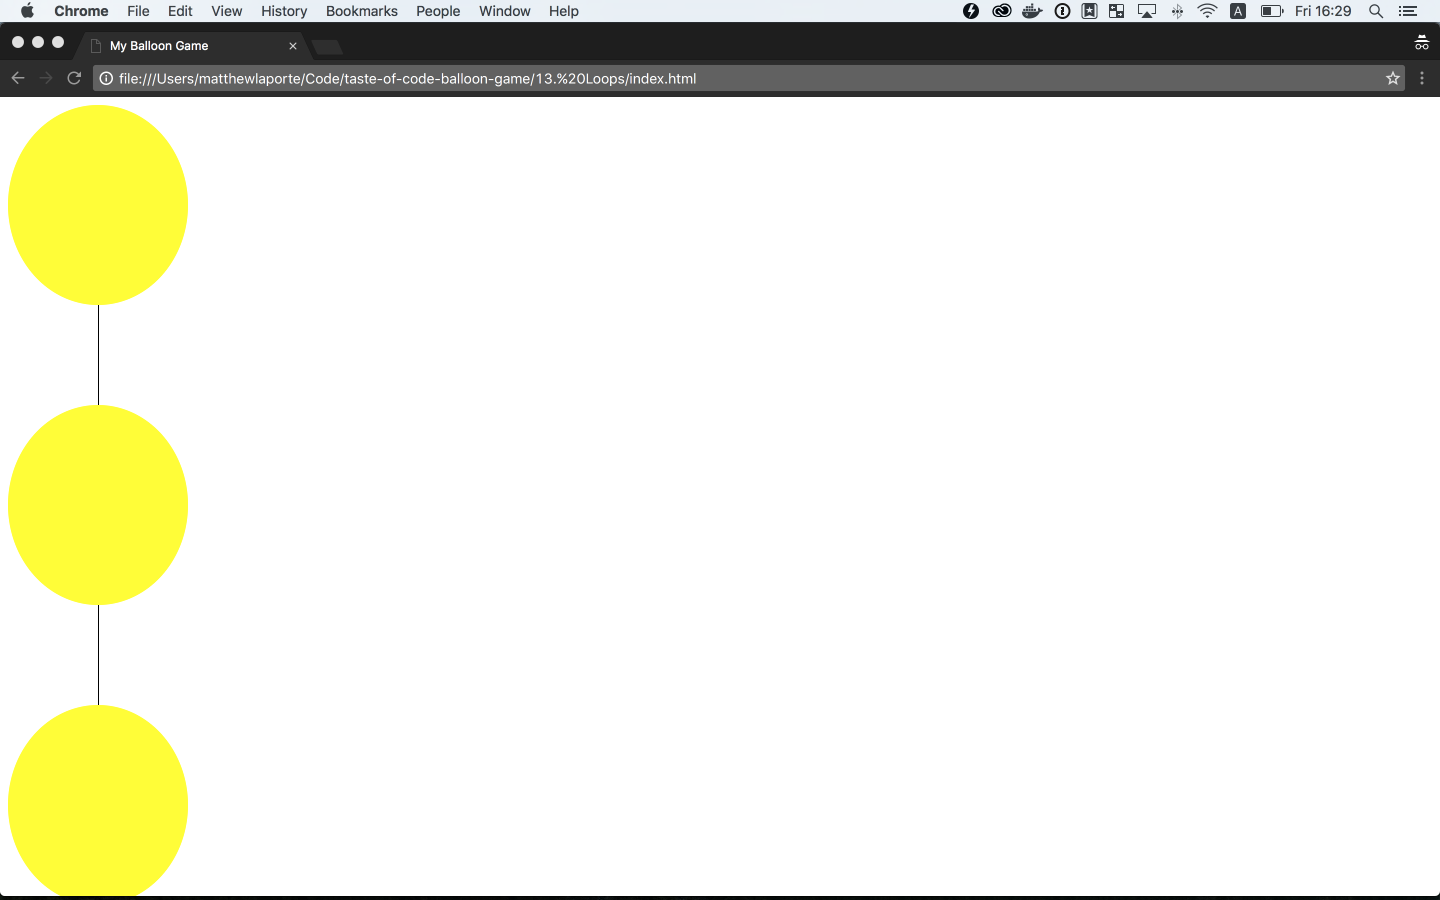 Chrome File Edit View History Bookmarks People Window Help A Fri 16:29
My Balloon Game
file:///Users/matthewlaporte/Code/taste-of-code-balloon-game/13.%20Loops/index.html